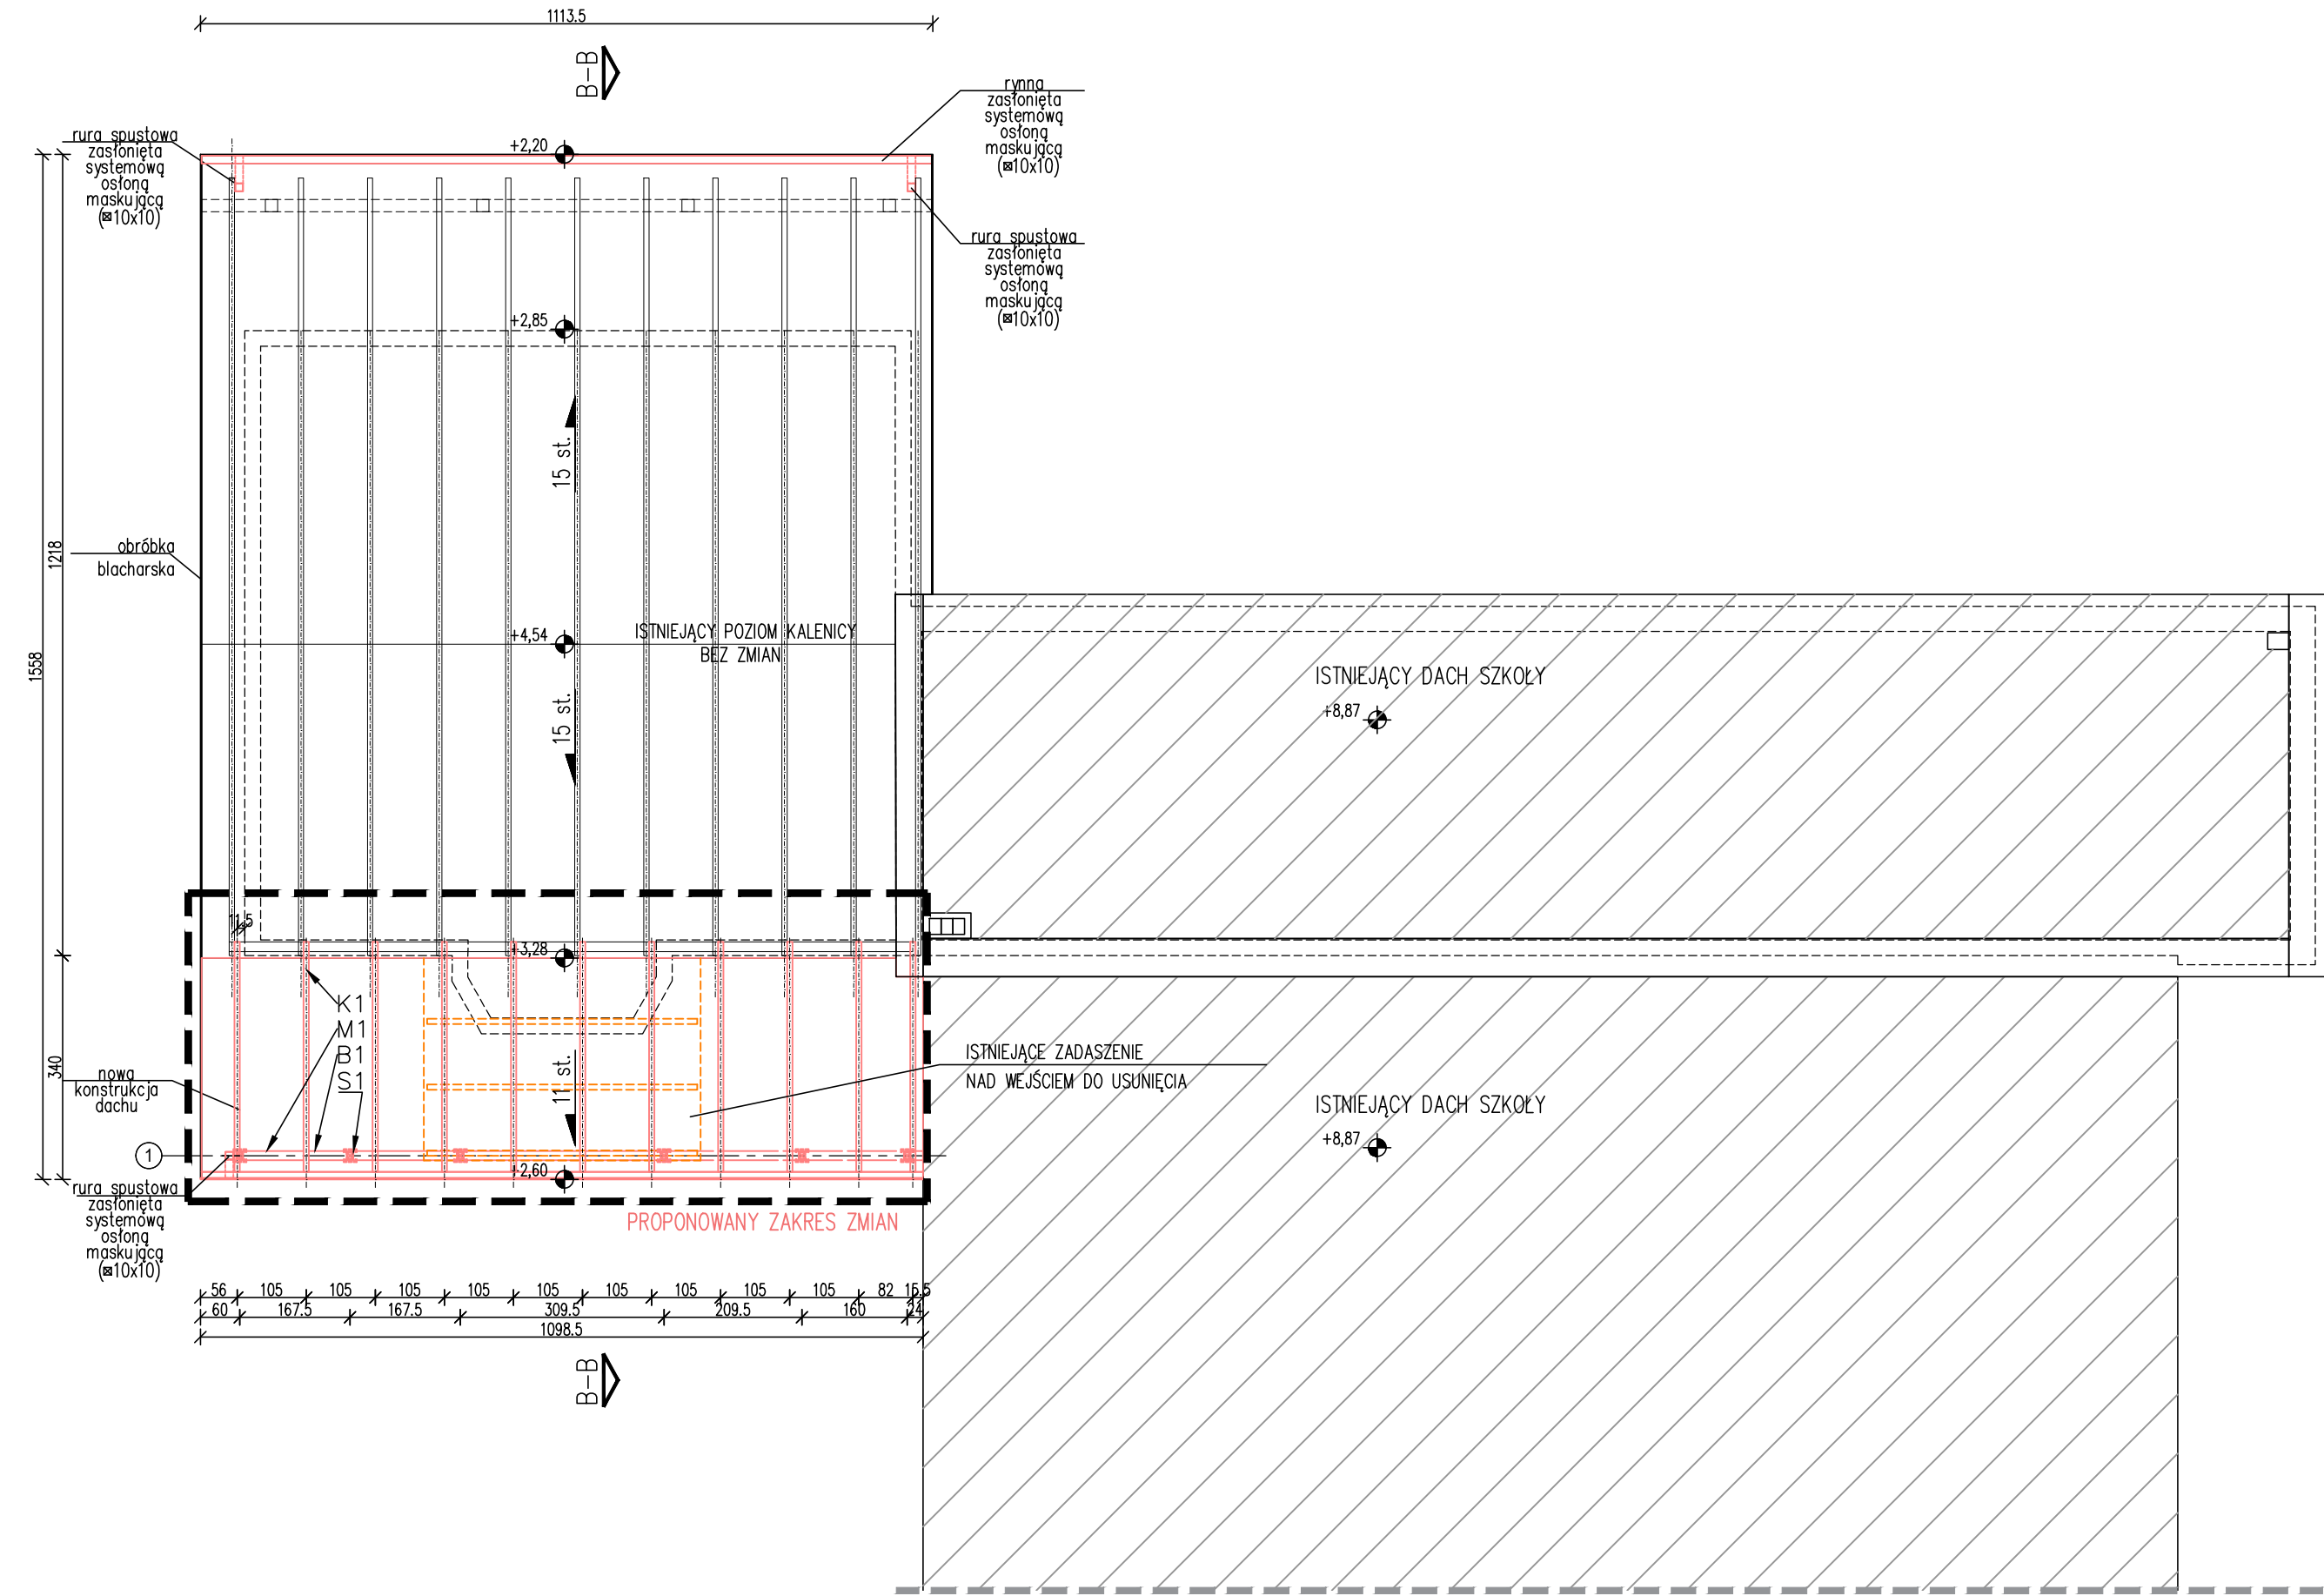 1113.5
B-B
rynna
zasłonięta
systemową
osłoną
maskującą
(⊠10x10)
rura spustowa
zasłonięta
systemową
osłoną
maskującą
(⊠10x10)
+2,20
rura spustowa
zasłonięta
systemową
osłoną
maskującą
(⊠10x10)
+2,85
15 st.
obróbka
blacharska
1218
1558
+4,54
ISTNIEJĄCY POZIOM KALENICY
BEZ ZMIAN
ISTNIEJĄCY DACH SZKOŁY
+8,87
15 st.
11,5
+3,28
K1
M1
B1
S1
340
nowa
konstrukcja
dachu
11 st.
ISTNIEJĄCE ZADASZENIE
NAD WEJŚCIEM DO USUNIĘCIA
ISTNIEJĄCY DACH SZKOŁY
+8,87
1
+2,60
rura spustowa
zasłonięta
systemową
osłoną
maskującą
(⊠10x10)
PROPONOWANY ZAKRES ZMIAN
56 105 105 105 105 105 105 105 105 105 82 15.5
60 167.5 167.5 309.5 209.5 160 24
1098.5
B-B